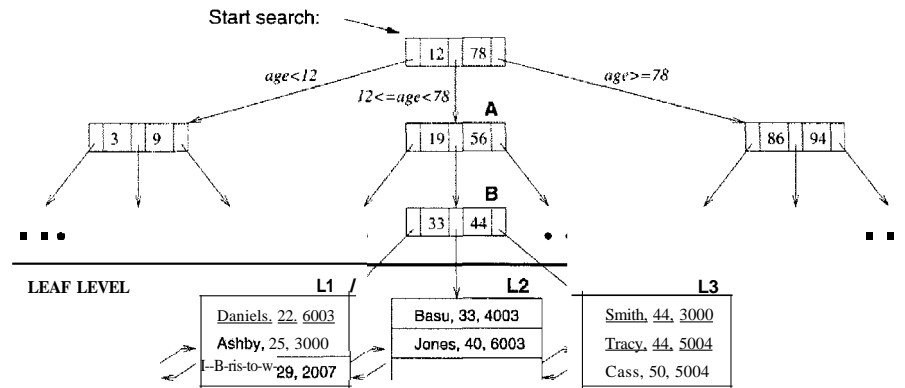 Start search:
12 78
age<12
12<=age<78
age>=78
A
3 9
19 56
86 94
B
33 44
LEAF LEVEL
L1 /
L2
L3
Daniels. 22. 6003
Ashby, 25, 3000
I--B-ris-to-w-29, 2007
Basu, 33, 4003
Jones, 40, 6003
Smith, 44, 3000
Tracy, 44, 5004
Cass, 50, 5004